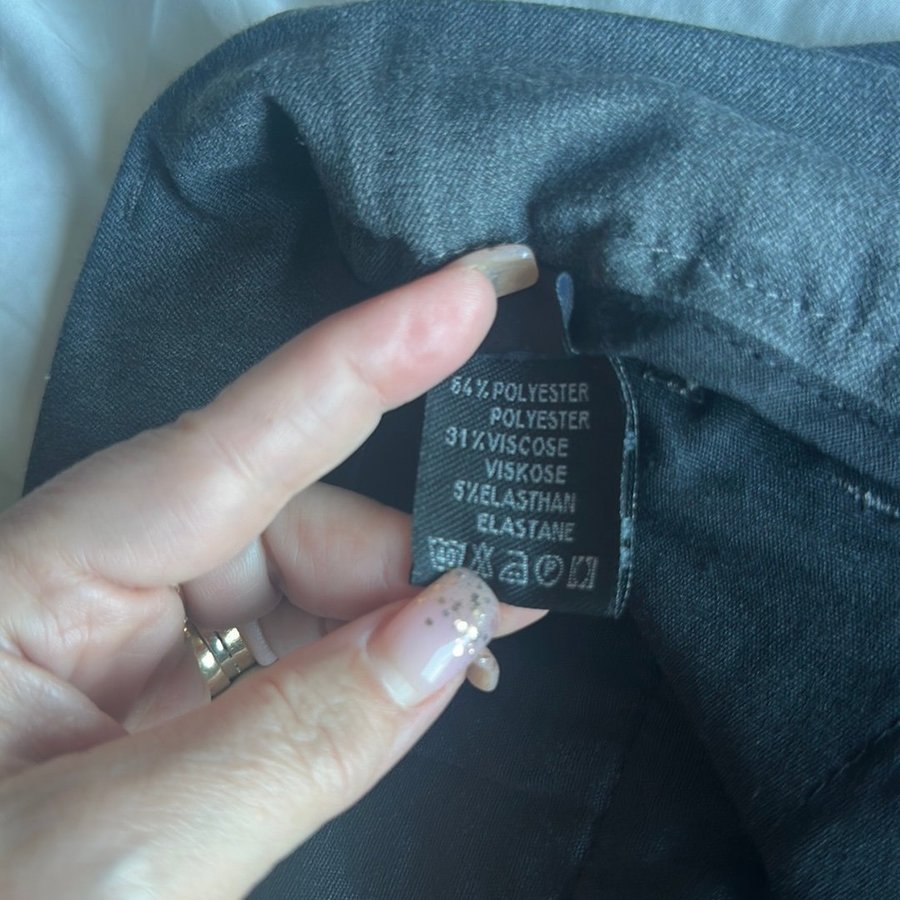 64% POLYESTER
POLYESTER
31% VISCOSE
VISKOSE
5% ELASTHAN
ELASTANE
P